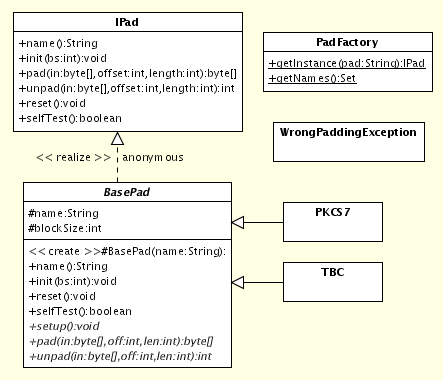 IPad
+name():String
+init(bs:int):void
+pad(in:byte[],offset:int,length:int):byte[]
+unpad(in:byte[],offset:int,length:int):int
+reset():void
+selfTest():boolean
PadFactory
+getInstance(pad:String):IPad
+getNames():Set
WrongPaddingException
<< realize >> anonymous
BasePad
#name:String
#blockSize:int
<< create >>#BasePad(name:String):
+name():String
+init(bs:int):void
+reset():void
+selfTest():boolean
+setup():void
+pad(in:byte[],off:int,len:int):byte[]
+unpad(in:byte[],off:int,len:int):int
PKCS7
TBC